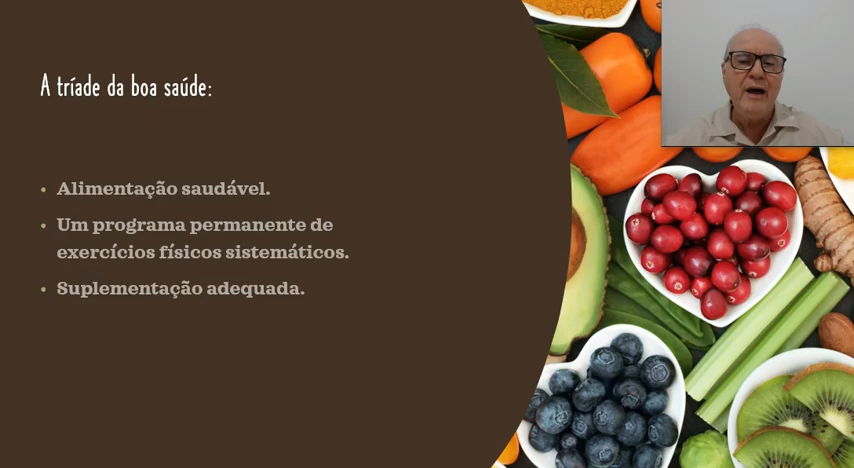 A tríade da boa saúde:
• Alimentação saudável.
• Um programa permanente de
exercícios físicos sistemáticos.
• Suplementação adequada.